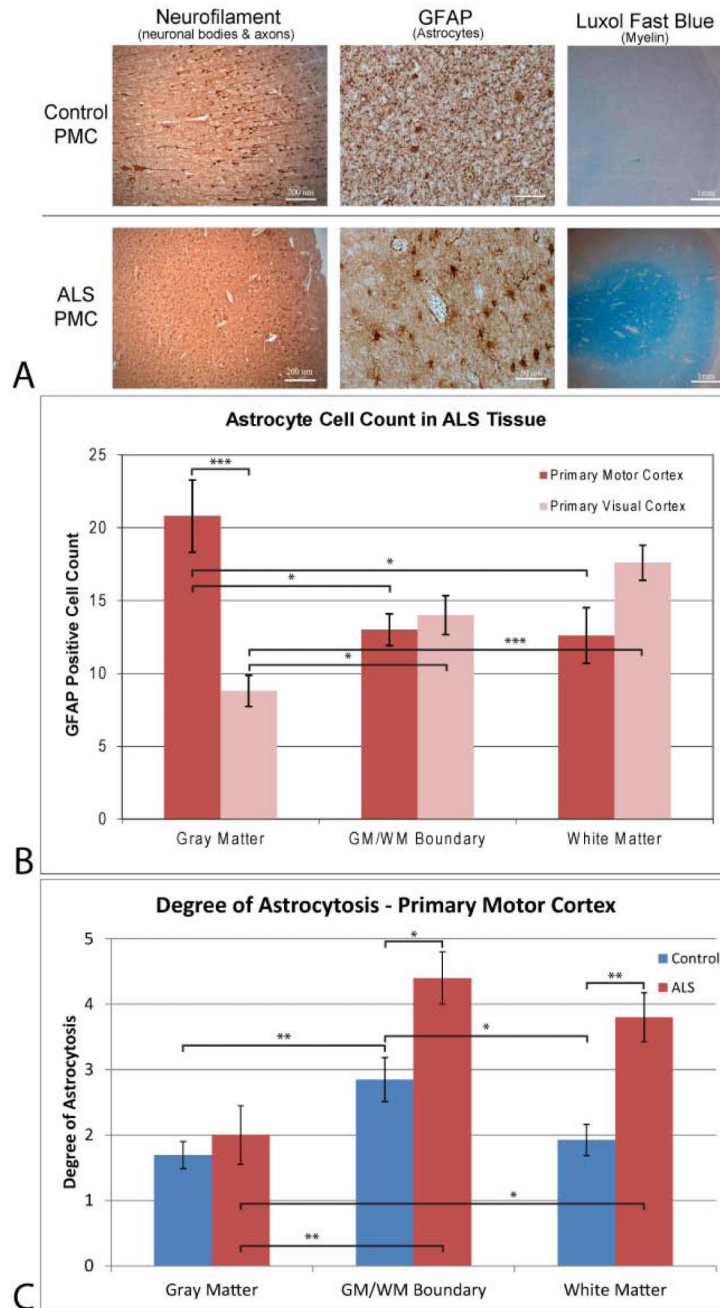 Neurofilament
(neuronal bodies & axons)
GFAP
(Astrocytes)
Luxol Fast Blue
(Myelin)
Control
PMC
200 um
1mm
ALS
PMC
200 um
1mm
A
Astrocyte Cell Count in ALS Tissue
GFAP Positive Cell Count
25
20
15
10
5
0
***
*
*
*
***
Primary Motor Cortex
Primary Visual Cortex
Gray Matter
GM/WM Boundary
White Matter
B
Degree of Astrocytosis - Primary Motor Cortex
Degree of Astrocytosis
5
4
3
2
1
0
*
**
**
*
*
**
Control
ALS
Gray Matter
GM/WM Boundary
White Matter
C